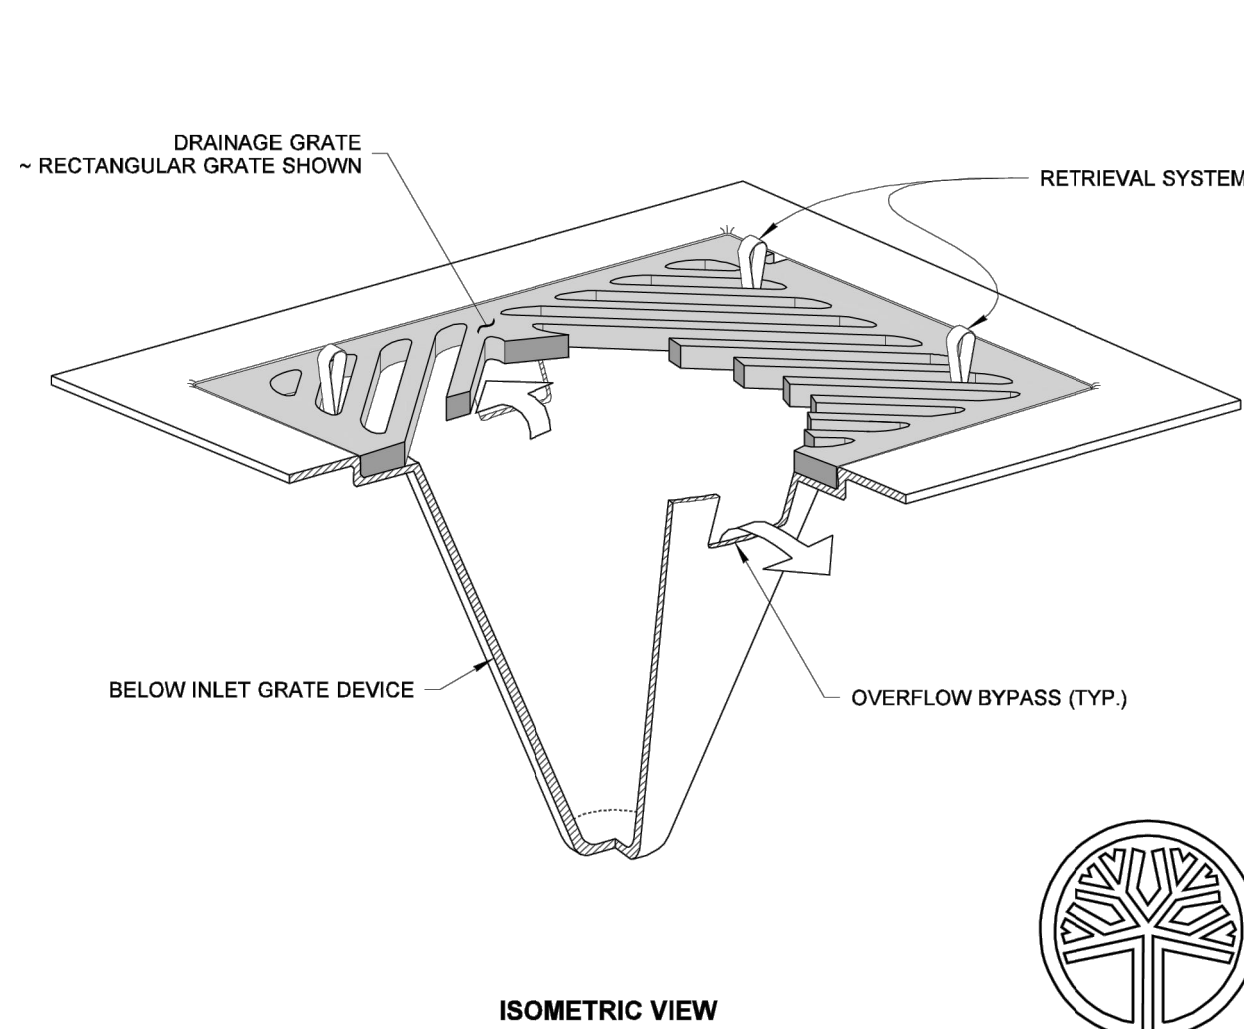 DRAINAGE GRATE
~ RECTANGULAR GRATE SHOWN
RETRIEVAL SYSTEM
BELOW INLET GRATE DEVICE
OVERFLOW BYPASS (TYP.)
ISOMETRIC VIEW